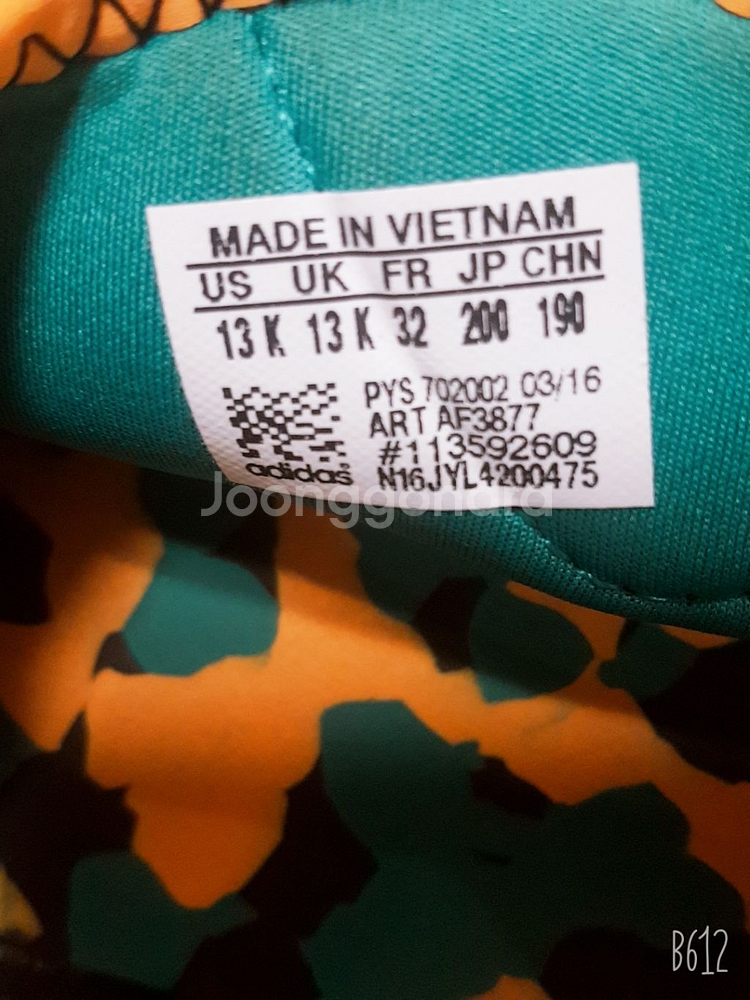 MADE IN VIETNAM
US UK FR JP CHN
13 K 13 K 32 200 190
PYS 702002 03/16
ART AF3877
#113592609
adidas N16JYL4200475
Joonggonara
B612